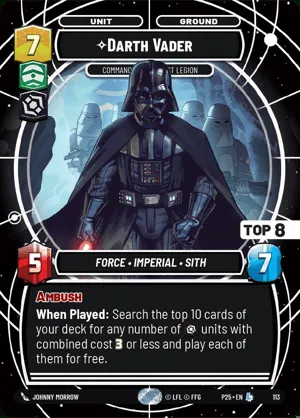 UNIT
GROUND
7
✧DARTH VADER
COMMAND
T LEGION
TOP 8
5
FORCE • IMPERIAL • SITH
7
AMBUSH
When Played: Search the top 10 cards of
your deck for any number of units with
combined cost 3 or less and play each of
them for free.
JOHNNY MORROW
© LFL © FFG
P25 • EN
113